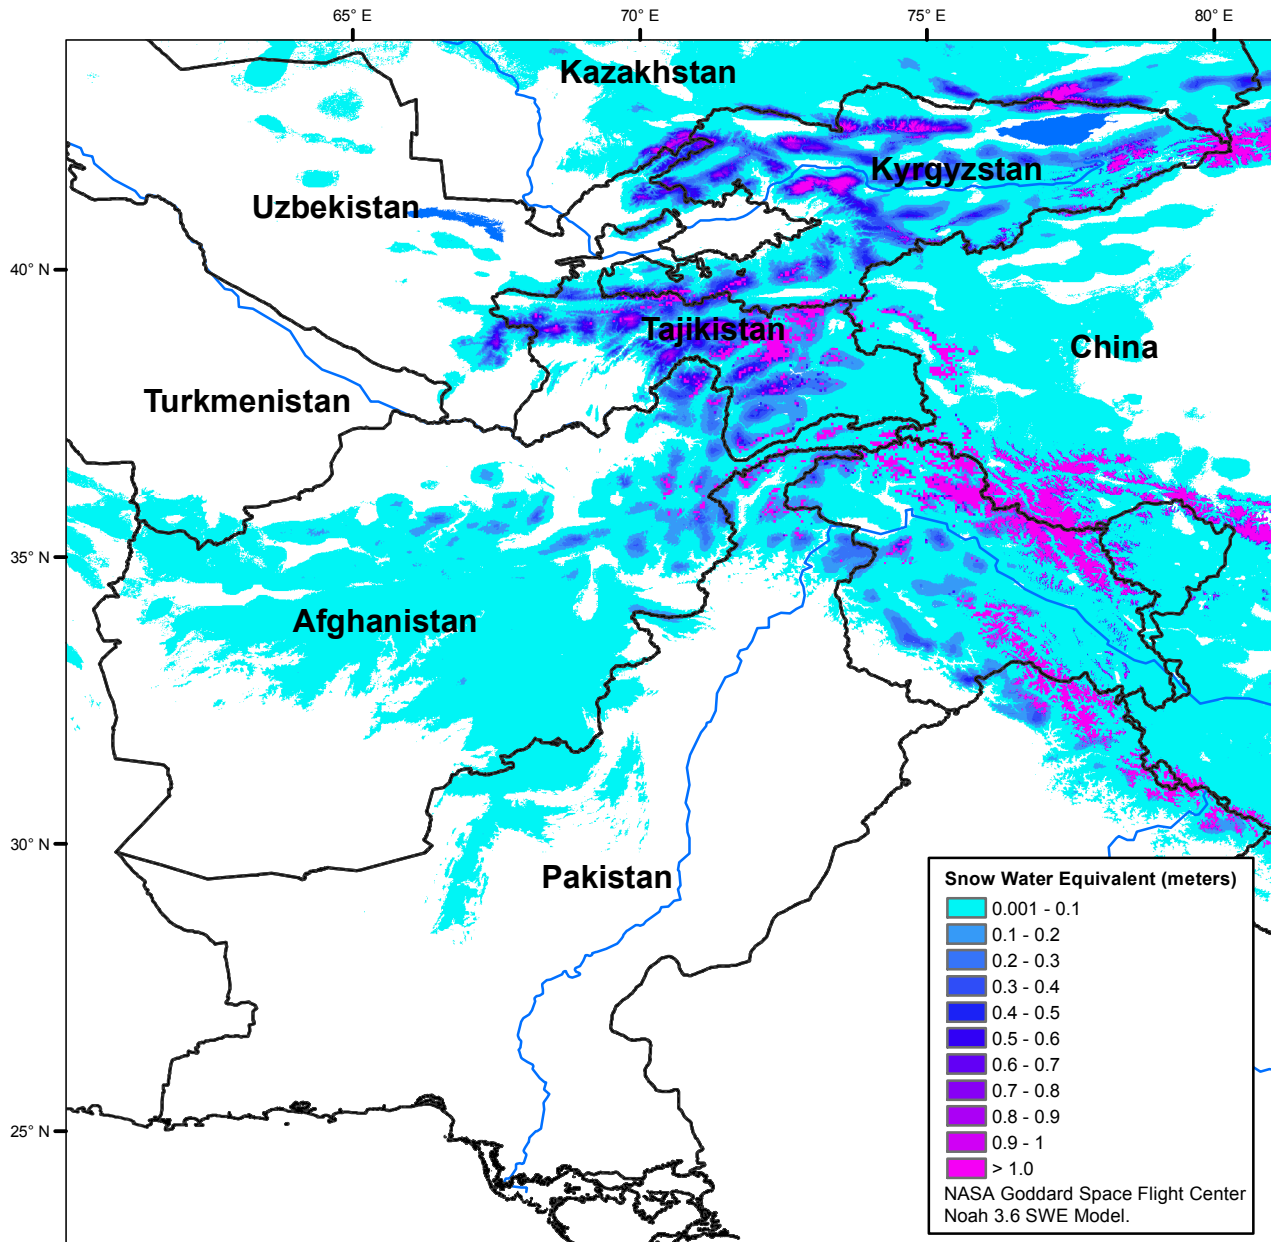 65° E
70° E
75° E
80° E
Kazakhstan
Kyrgyzstan
Uzbekistan
40° N
Tajikistan
China
Turkmenistan
35° N
Afghanistan
30° N
Pakistan
25° N
Snow Water Equivalent (meters)
0.001 - 0.1
0.1 - 0.2
0.2 - 0.3
0.3 - 0.4
0.4 - 0.5
0.5 - 0.6
0.6 - 0.7
0.7 - 0.8
0.8 - 0.9
0.9 - 1
> 1.0
NASA Goddard Space Flight Center
Noah 3.6 SWE Model.